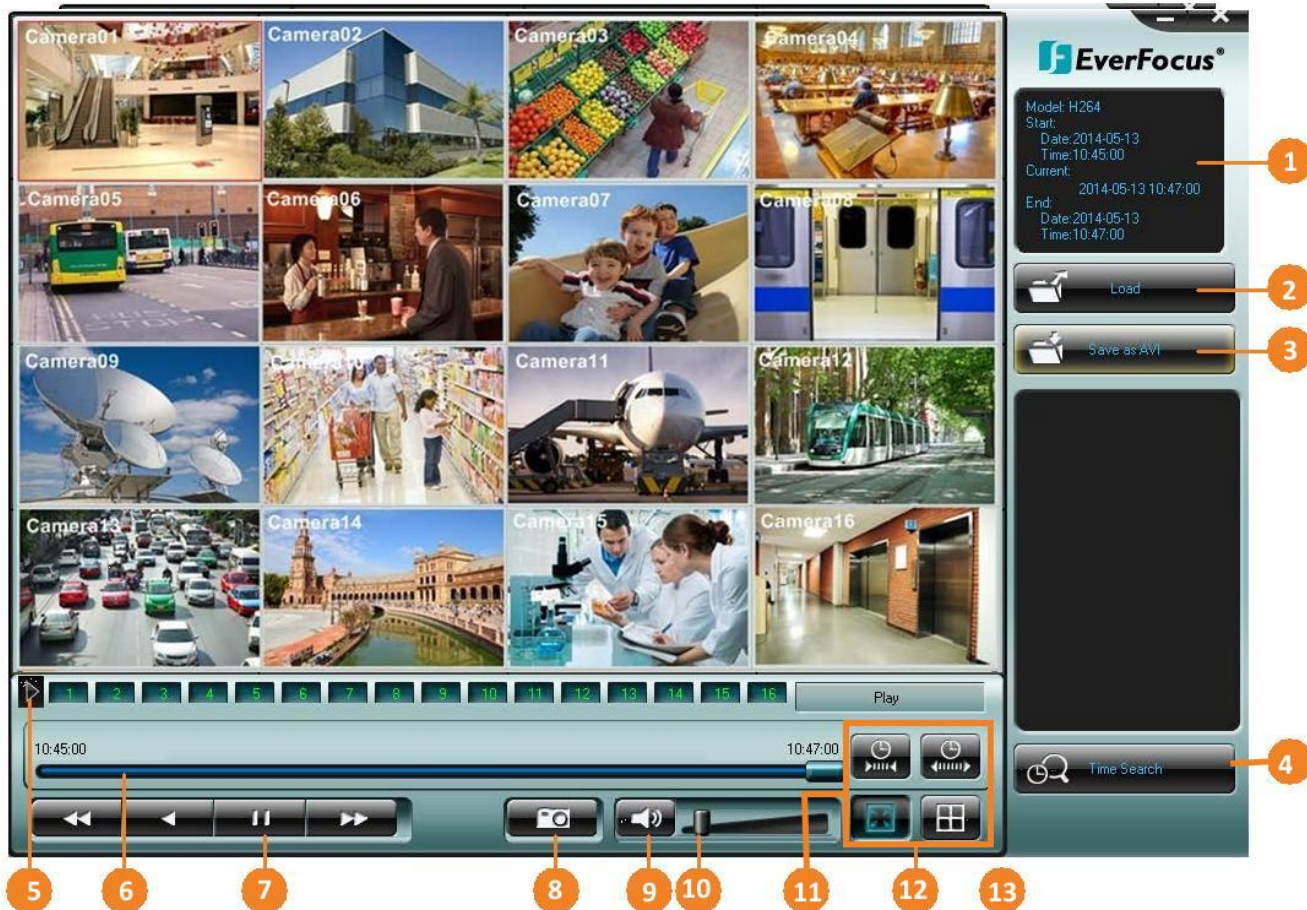 Camera01
Camera02
Camera03
Camera04
Camera05
Camera06
Camera07
Camera08
Camera09
Camera10
Camera11
Camera12
Camera13
Camera14
Camera15
Camera16
EverFocus®
Model: H264
Start:
Date:2014-05-13
Time:10:45:00
Current:
2014-05-13 10:47:00
End:
Date:2014-05-13
Time:10:47:00
1
Load
2
Save as AVI
3
Time Search
4
1 2 3 4 5 6 7 8 9 10 11 12 13 14 15 16
Play
10:45:00
10:47:00
5
6
7
8
9
10
11
12
13